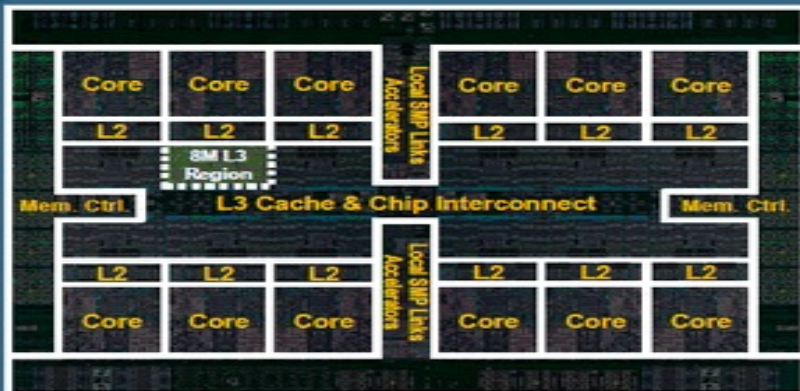 Core Core Core Core Core Core
L2 L2 L2 L2 L2 L2
Local SMP Links
Accelerators
8M L3
Region
Mem. Ctrl. L3 Cache & Chip Interconnect Mem. Ctrl.
L2 L2 L2 L2 L2 L2
Core Core Core Core Core Core
Local SMP Links
Accelerators